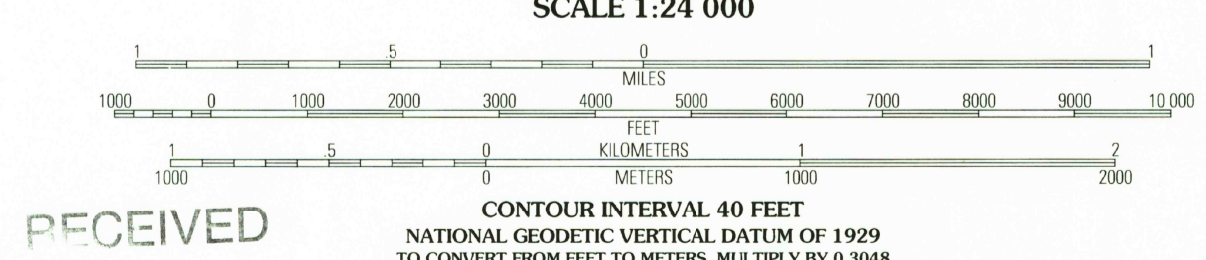 SCALE 1:24 000
1 .5 0 1
MILES
1000 0 1000 2000 3000 4000 5000 6000 7000 8000 9000 10 000
FEET
1 .5 0 KILOMETERS 1 2
1000 0 METERS 1000 2000
CONTOUR INTERVAL 40 FEET
RECEIVED
NATIONAL GEODETIC VERTICAL DATUM OF 1929
TO CONVERT FROM FEET TO METERS, MULTIPLY BY 0.3048